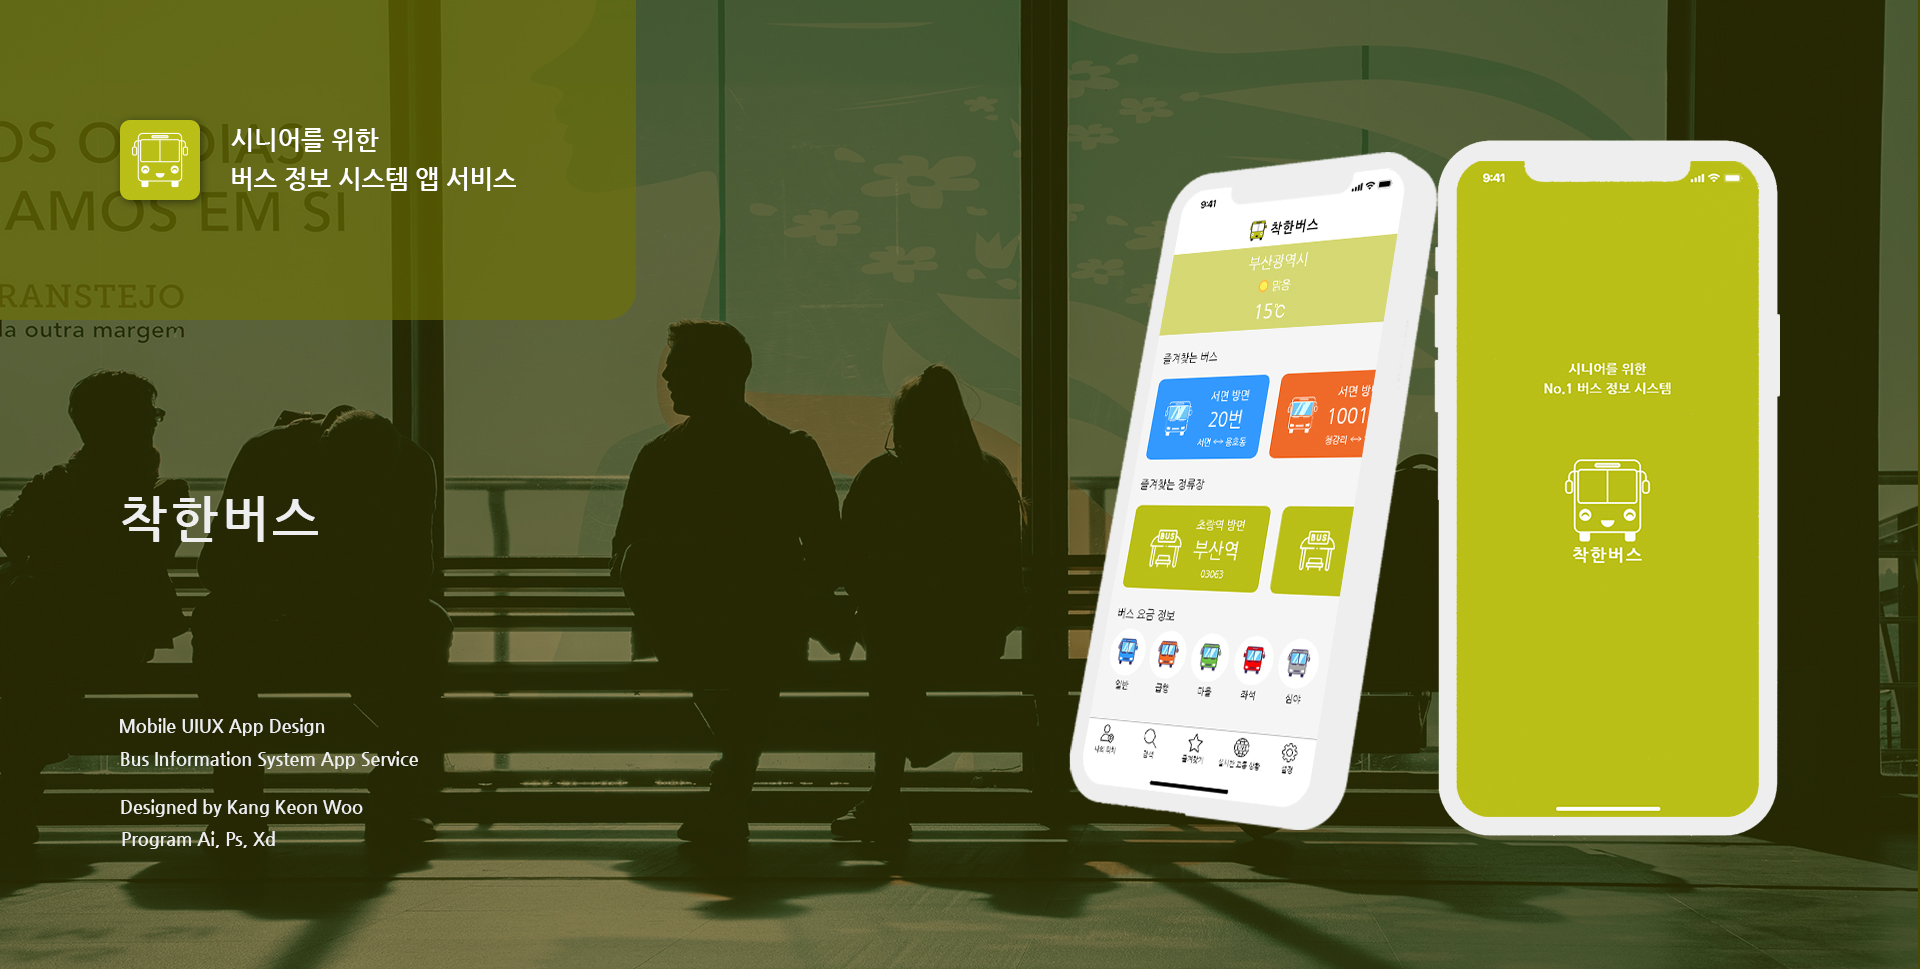 OS O DIAS
AMOS EM SI
RANSTEJO
la outra margem
시니어를 위한
버스 정보 시스템 앱 서비스
착한버스
Mobile UIUX App Design
Bus Information System App Service
Designed by Kang Keon Woo
Program Ai, Ps, Xd
9:41
착한버스
부산광역시
맑음
15℃
즐겨찾는 버스
서면 방면
20번
서면 ↔ 용호동
서면 방
1001
청강리 ↔
즐겨찾는 정류장
BUS
초량역 방면
부산역
03063
BUS
버스 요금 정보
일반 급행 마을 좌석 심야
나의 위치 검색 즐겨찾기 실시간 교통 상황 설정
9:41
시니어를 위한
No.1 버스 정보 시스템
착한버스